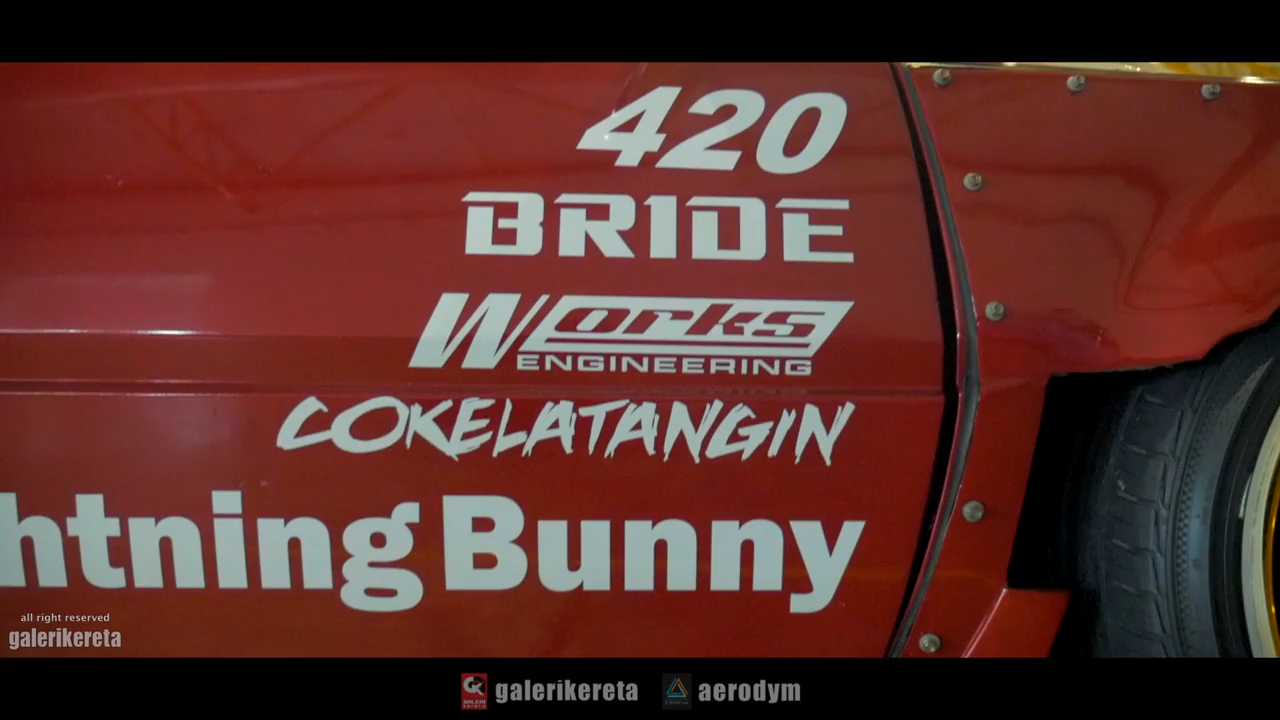 420
BRIDE
Works
ENGINEERING
COKELATANGIN
htning Bunny
all right reserved
galerikereta
galerikereta
aerodym